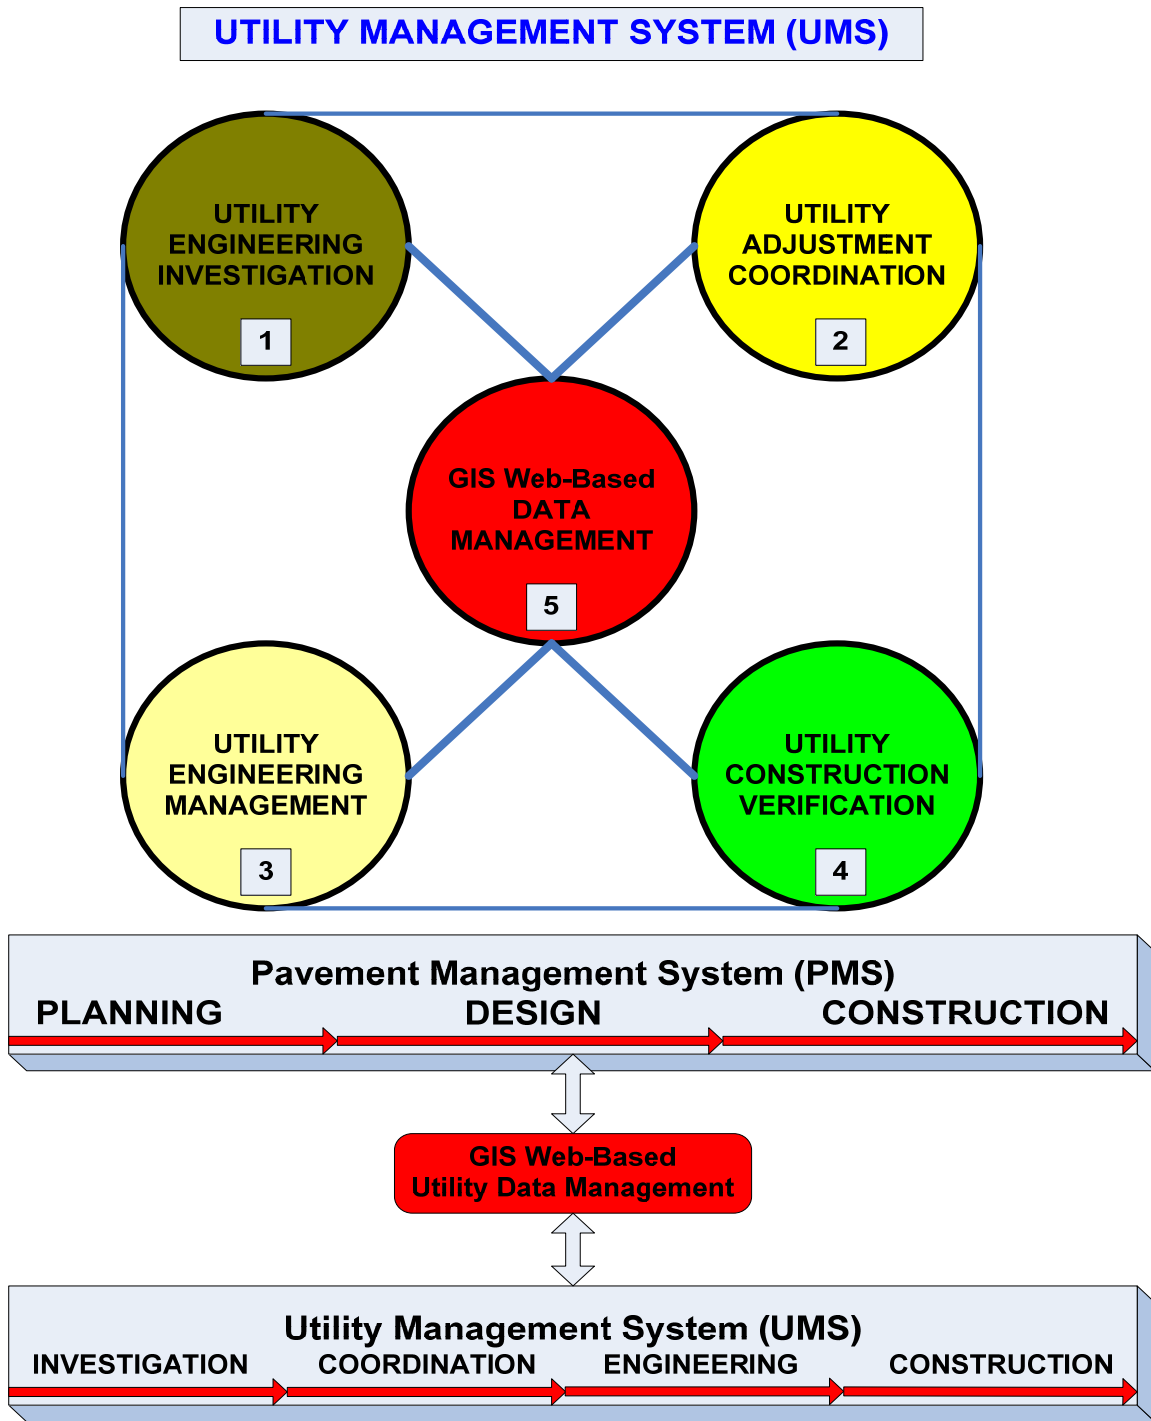 UTILITY MANAGEMENT SYSTEM (UMS)
UTILITY
ENGINEERING
INVESTIGATION
1
UTILITY
ADJUSTMENT
COORDINATION
2
GIS Web-Based
DATA
MANAGEMENT
5
UTILITY
ENGINEERING
MANAGEMENT
3
UTILITY
CONSTRUCTION
VERIFICATION
4
Pavement Management System (PMS)
PLANNING DESIGN CONSTRUCTION
GIS Web-Based
Utility Data Management
Utility Management System (UMS)
INVESTIGATION COORDINATION ENGINEERING CONSTRUCTION